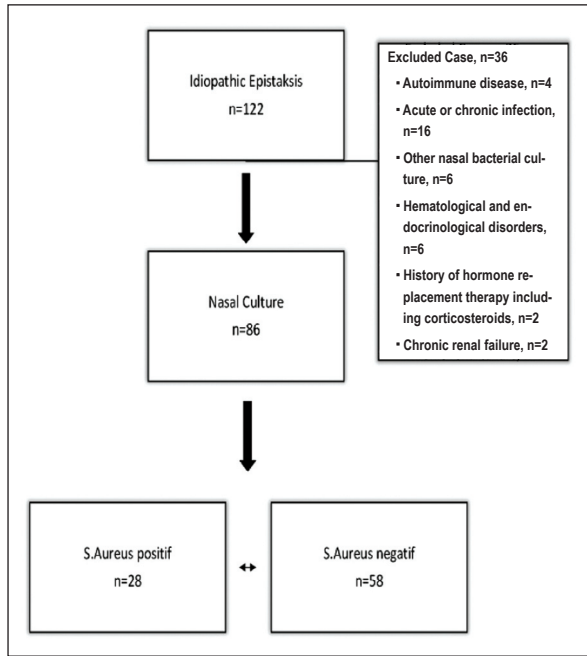 Idiopathic Epistaksis
n=122
Excluded Case, n=36
▪ Autoimmune disease, n=4
▪ Acute or chronic infection,
n=16
▪ Other nasal bacterial cul-
ture, n=6
▪ Hematological and en-
docrinological disorders,
n=6
▪ History of hormone re-
placement therapy includ-
ing corticosteroids, n=2
▪ Chronic renal failure, n=2
Nasal Culture
n=86
S.Aureus positif
n=28
S.Aureus negatif
n=58